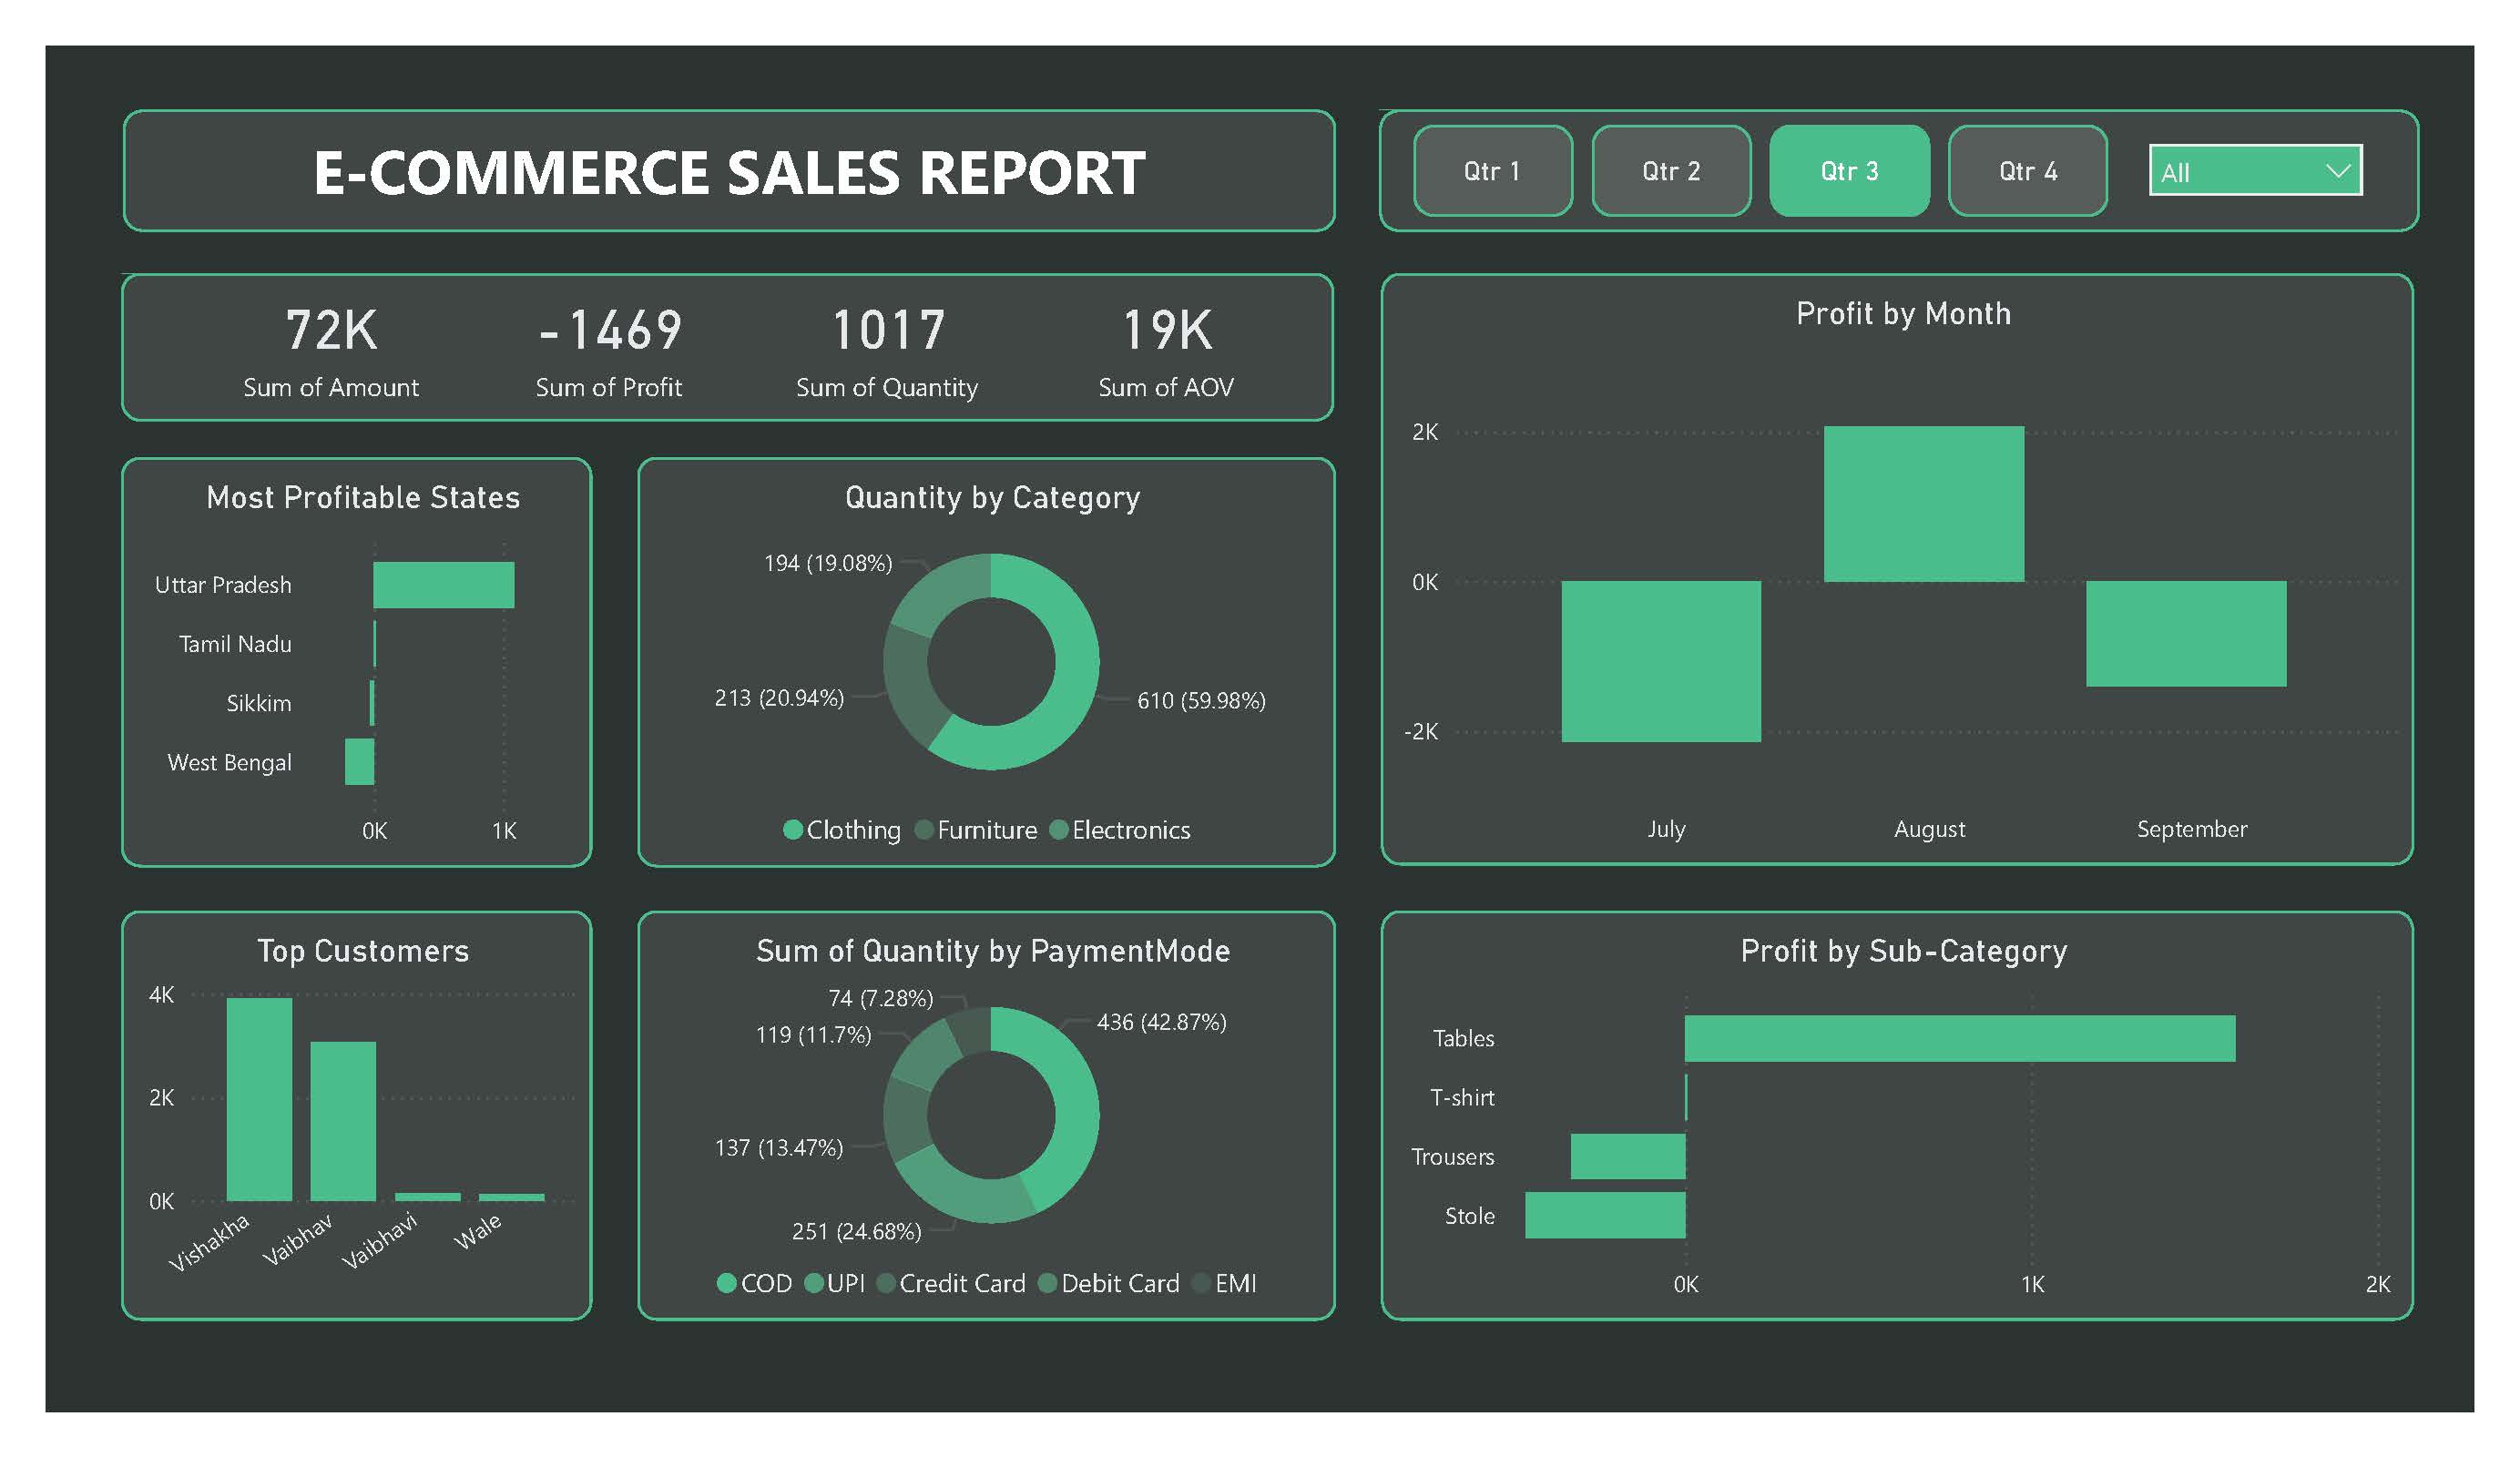 E-COMMERCE SALES REPORT
Qtr 1
Qtr 2
Qtr 3
Qtr 4
All
72K
-1469
1017
19K
Sum of Amount
Sum of Profit
Sum of Quantity
Sum of AOV
Most Profitable States
Uttar Pradesh
Tamil Nadu
Sikkim
West Bengal
0K
1K
Quantity by Category
194 (19.08%)
213 (20.94%)
610 (59.98%)
Clothing
Furniture
Electronics
Profit by Month
2K
0K
-2K
July
August
September
Top Customers
4K
2K
0K
Vishakha
Vaibhav
Vaibhavi
Wale
Sum of Quantity by PaymentMode
74 (7.28%)
436 (42.87%)
119 (11.7%)
137 (13.47%)
251 (24.68%)
COD
UPI
Credit Card
Debit Card
EMI
Profit by Sub-Category
Tables
T-shirt
Trousers
Stole
0K
1K
2K